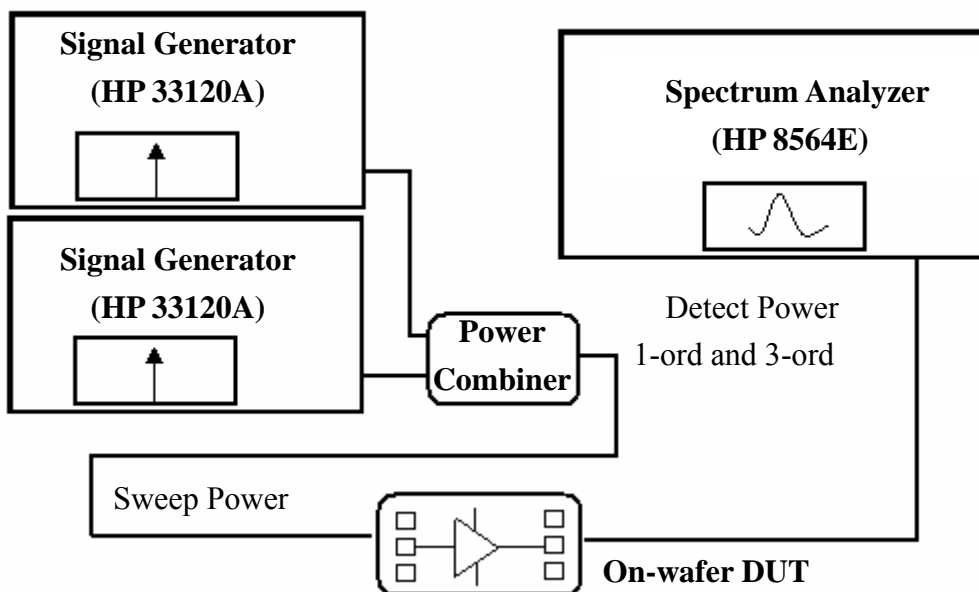 Signal Generator
(HP 33120A)
Spectrum Analyzer
(HP 8564E)
Signal Generator
(HP 33120A)
Power
Combiner
Detect Power
1-ord and 3-ord
Sweep Power
On-wafer DUT